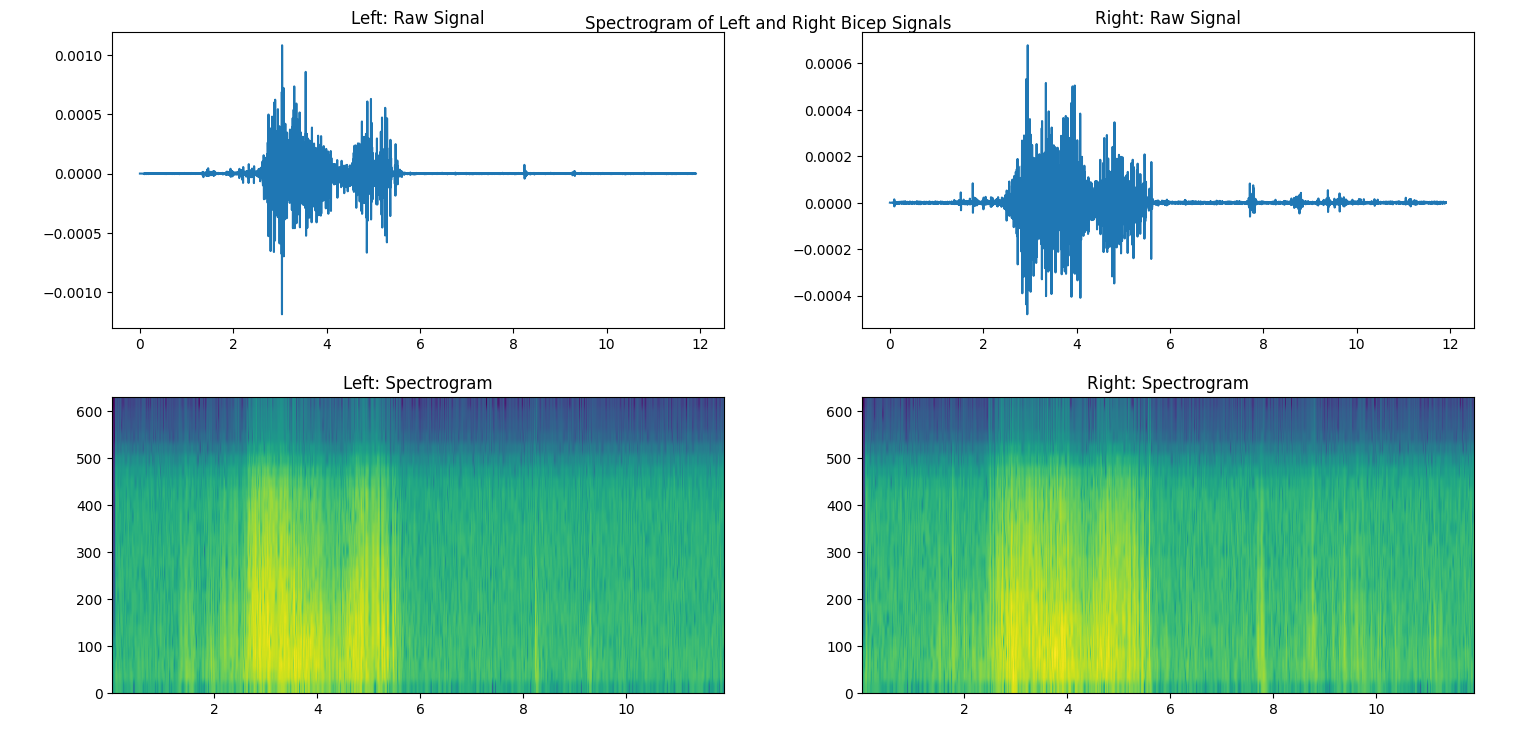 Spectrogram of Left and Right Bicep Signals
Left: Raw Signal
0.0010
0.0005
0.0000
−0.0005
−0.0010
0 2 4 6 8 10 12
Right: Raw Signal
0.0006
0.0004
0.0002
0.0000
−0.0002
−0.0004
0 2 4 6 8 10 12
Left: Spectrogram
600
500
400
300
200
100
0
2 4 6 8 10
Right: Spectrogram
600
500
400
300
200
100
0
2 4 6 8 10